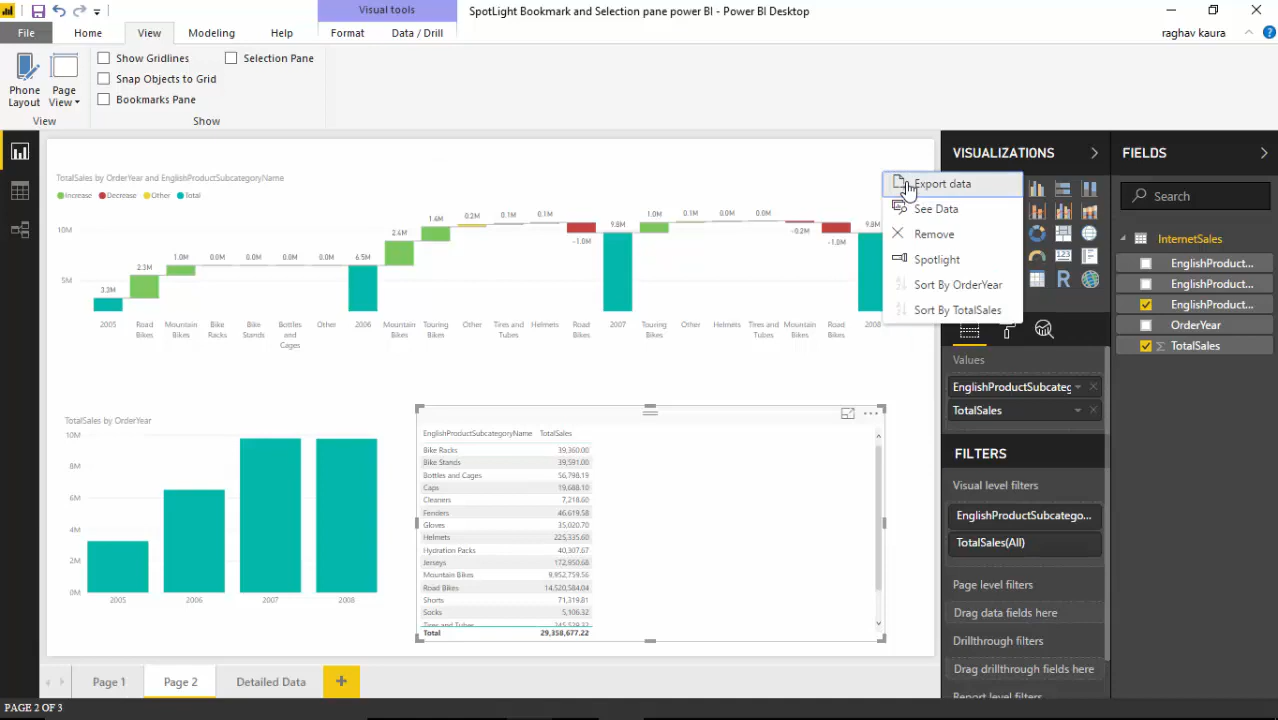 Visual tools
SpotLight Bookmark and Selection pane power BI - Power BI Desktop
File
Home
View
Modeling
Help
Format
Data / Drill
raghav kaura
Phone
Layout
Page
View
Show Gridlines
Selection Pane
Snap Objects to Grid
Bookmarks Pane
View
Show
TotalSales by OrderYear and EnglishProductSubcategoryName
Increase Decrease Other Total
10M
5M
3.3M
2.3M
1.0M
0.0M
0.0M
0.0M
0.0M
6.5M
2.4M
1.6M
0.2M
0.1M
0.1M
-1.0M
9.8M
1.0M
0.1M
0.0M
0.0M
-0.2M
-1.0M
9.8M
2005
Road Bikes
Mountain Bikes
Bike Racks
Bike Stands
Bottles and Cages
Other
2006
Mountain Bikes
Touring Bikes
Other
Tires and Tubes
Helmets
Road Bikes
2007
Touring Bikes
Other
Helmets
Tires and Tubes
Mountain Bikes
Road Bikes
2008
Export data
See Data
Remove
Spotlight
Sort By OrderYear
Sort By TotalSales
TotalSales by OrderYear
10M
8M
6M
4M
2M
0M
2005
2006
2007
2008
EnglishProductSubcategoryName TotalSales
Bike Racks 39,360.00
Bike Stands 39,591.00
Bottles and Cages 56,798.19
Caps 19,688.10
Cleaners 7,218.60
Fenders 46,619.58
Gloves 35,020.70
Helmets 225,335.60
Hydration Packs 40,307.67
Jerseys 172,950.68
Mountain Bikes 9,952,759.56
Road Bikes 14,520,584.04
Shorts 71,319.81
Socks 5,106.32
Tires and Tubes 245,529.32
Total 29,358,677.22
VISUALIZATIONS
R
Values
EnglishProductSubcateg
TotalSales
FILTERS
Visual level filters
EnglishProductSubcatego...
TotalSales(All)
Page level filters
Drag data fields here
Drillthrough filters
Drag drillthrough fields here
Report level filters
FIELDS
Search
InternetSales
EnglishProduct...
EnglishProduct...
EnglishProduct...
OrderYear
Σ TotalSales
Page 1
Page 2
Detailed Data
PAGE 2 OF 3